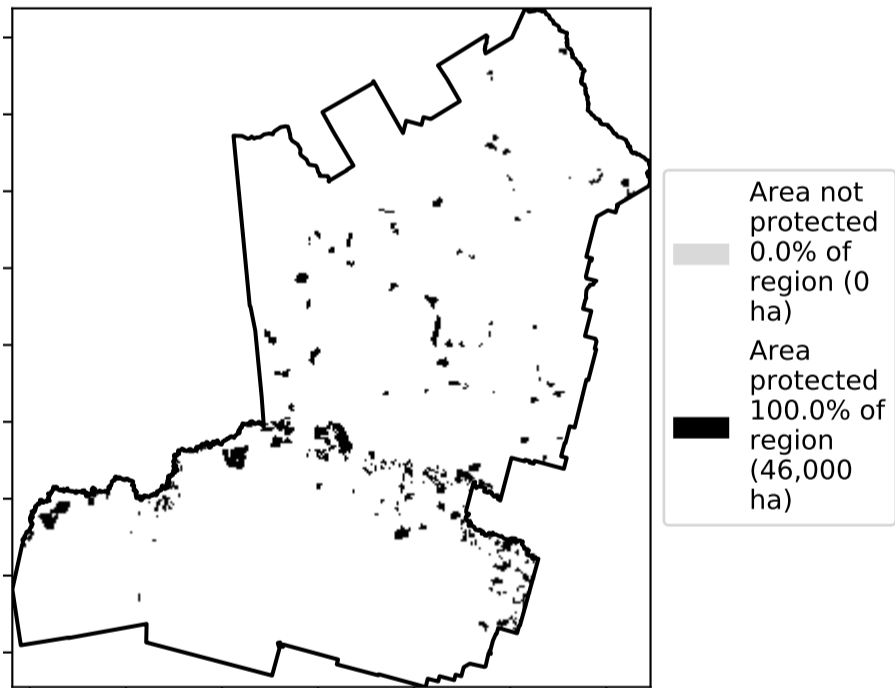 Area not
protected
0.0% of
region (0
ha)
Area
protected
100.0% of
region
(46,000
ha)